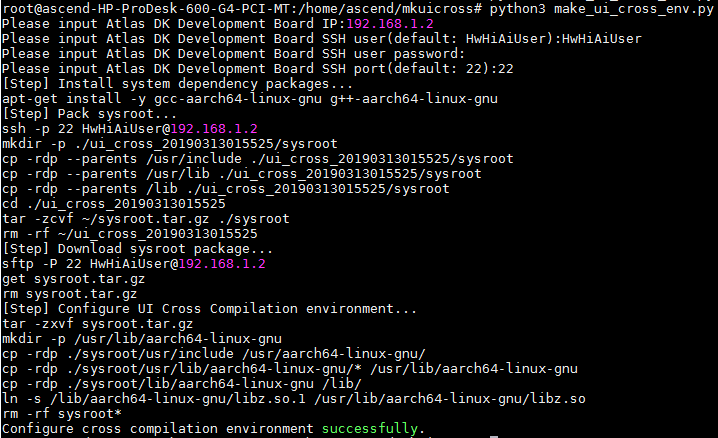 root@ascend-HP-ProDesk-600-G4-PCI-MT:/home/ascend/mkuicross# python3 make_ui_cross_env.py
Please input Atlas DK Development Board IP:192.168.1.2
Please input Atlas DK Development Board SSH user(default: HwHiAiUser):HwHiAiUser
Please input Atlas DK Development Board SSH user password:
Please input Atlas DK Development Board SSH port(default: 22):22
[Step] Install system dependency packages...
apt-get install -y gcc-aarch64-linux-gnu g++-aarch64-linux-gnu
[Step] Pack sysroot...
ssh -p 22 HwHiAiUser@192.168.1.2
mkdir -p ./ui_cross_20190313015525/sysroot
cp -rdp --parents /usr/include ./ui_cross_20190313015525/sysroot
cp -rdp --parents /usr/lib ./ui_cross_20190313015525/sysroot
cp -rdp --parents /lib ./ui_cross_20190313015525/sysroot
cd ./ui_cross_20190313015525
tar -zcvf ~/sysroot.tar.gz ./sysroot
rm -rf ~/ui_cross_20190313015525
[Step] Download sysroot package...
sftp -P 22 HwHiAiUser@192.168.1.2
get sysroot.tar.gz
rm sysroot.tar.gz
[Step] Configure UI Cross Compilation environment...
tar -zxvf sysroot.tar.gz
mkdir -p /usr/lib/aarch64-linux-gnu
cp -rdp ./sysroot/usr/include /usr/aarch64-linux-gnu/
cp -rdp ./sysroot/usr/lib/aarch64-linux-gnu/* /usr/lib/aarch64-linux-gnu
cp -rdp ./sysroot/lib/aarch64-linux-gnu /lib/
ln -s /lib/aarch64-linux-gnu/libz.so.1 /usr/lib/aarch64-linux-gnu/libz.so
rm -rf sysroot*
Configure cross compilation environment successfully.